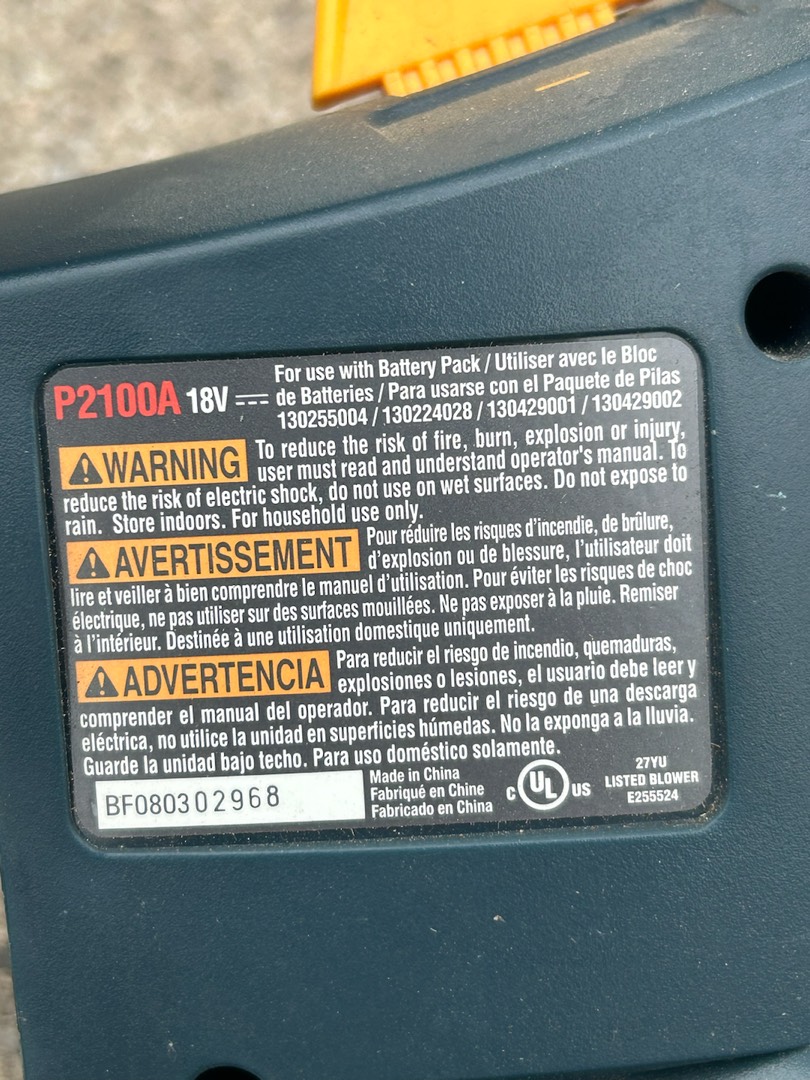 P2100A 18V For use with Battery Pack / Utiliser avec le Bloc
de Batteries / Para usarse con el Paquete de Pilas
130255004 / 130224028 / 130429001 / 130429002
WARNING To reduce the risk of fire, burn, explosion or injury,
user must read and understand operator's manual. To
reduce the risk of electric shock, do not use on wet surfaces. Do not expose to
rain. Store indoors. For household use only.
AVERTISSEMENT Pour réduire les risques d'incendie, de brûlure,
d'explosion ou de blessure, l'utilisateur doit
lire et veiller à bien comprendre le manuel d'utilisation. Pour éviter les risques de choc
électrique, ne pas utiliser sur des surfaces mouillées. Ne pas exposer à la pluie. Remiser
à l'intérieur. Destinée à une utilisation domestique uniquement.
ADVERTENCIA Para reducir el riesgo de incendio, quemaduras,
explosiones o lesiones, el usuario debe leer y
comprender el manual del operador. Para reducir el riesgo de una descarga
eléctrica, no utilice la unidad en superficies húmedas. No la exponga a la lluvia.
Guarde la unidad bajo techo. Para uso doméstico solamente.
BF080302968
Made in China
Fabriqué en Chine
Fabricado en China
C UL US
27YU
LISTED BLOWER
E255524